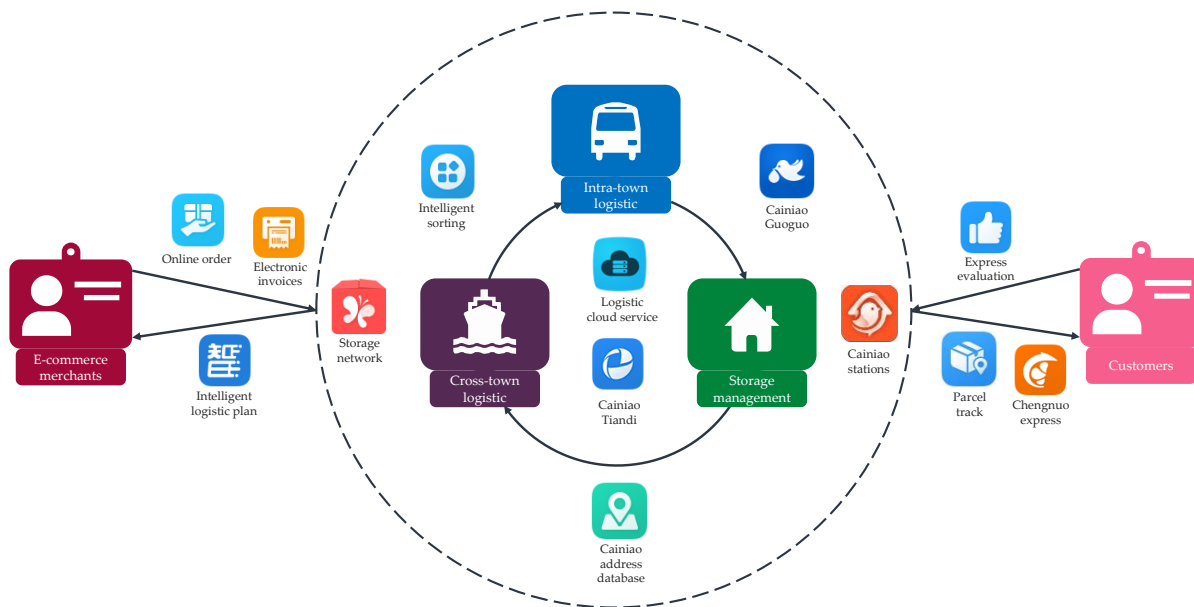 Intra-town
logistic
Intelligent
sorting
Cainiao
Guoguo
Online order
Electronic
invoices
Express
evaluation
Logistic
cloud service
Storage
network
Cainiao
stations
E-commerce
merchants
Cross-town
logistic
Storage
management
Customers
Intelligent
logistic plan
Cainiao
Tiandi
Parcel
track
Chengnuo
express
Cainiao
address
database